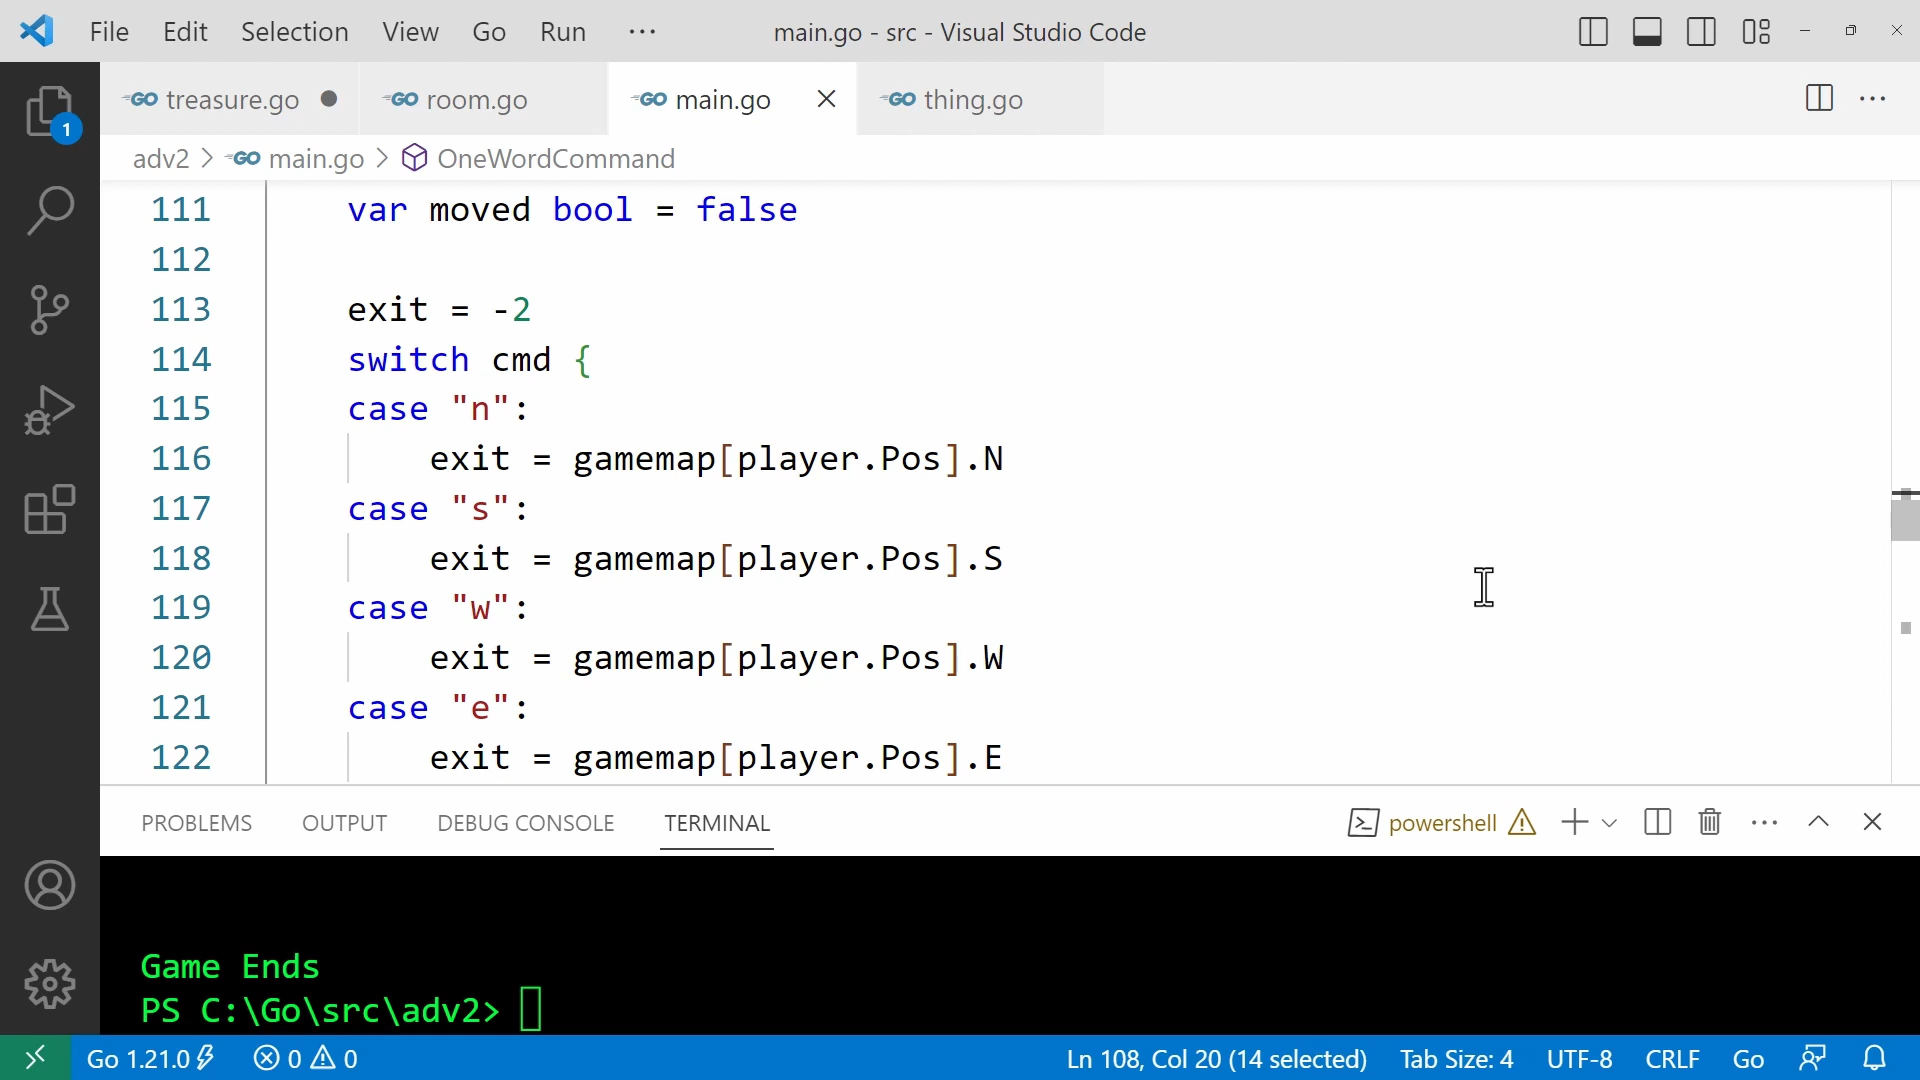 File Edit Selection View Go Run ··· main.go - src - Visual Studio Code
GO treasure.go ● GO room.go GO main.go GO thing.go ···
adv2 > GO main.go > OneWordCommand
1
111 var moved bool = false
112
113 exit = -2
114 switch cmd {
115 case "n":
116 exit = gamemap[player.Pos].N
117 case "s":
118 exit = gamemap[player.Pos].S
119 case "w":
120 exit = gamemap[player.Pos].W
121 case "e":
122 exit = gamemap[player.Pos].E
PROBLEMS OUTPUT DEBUG CONSOLE TERMINAL powershell ···
Game Ends
PS C:\Go\src\adv2>
Go 1.21.0 0 0 Ln 108, Col 20 (14 selected) Tab Size: 4 UTF-8 CRLF Go